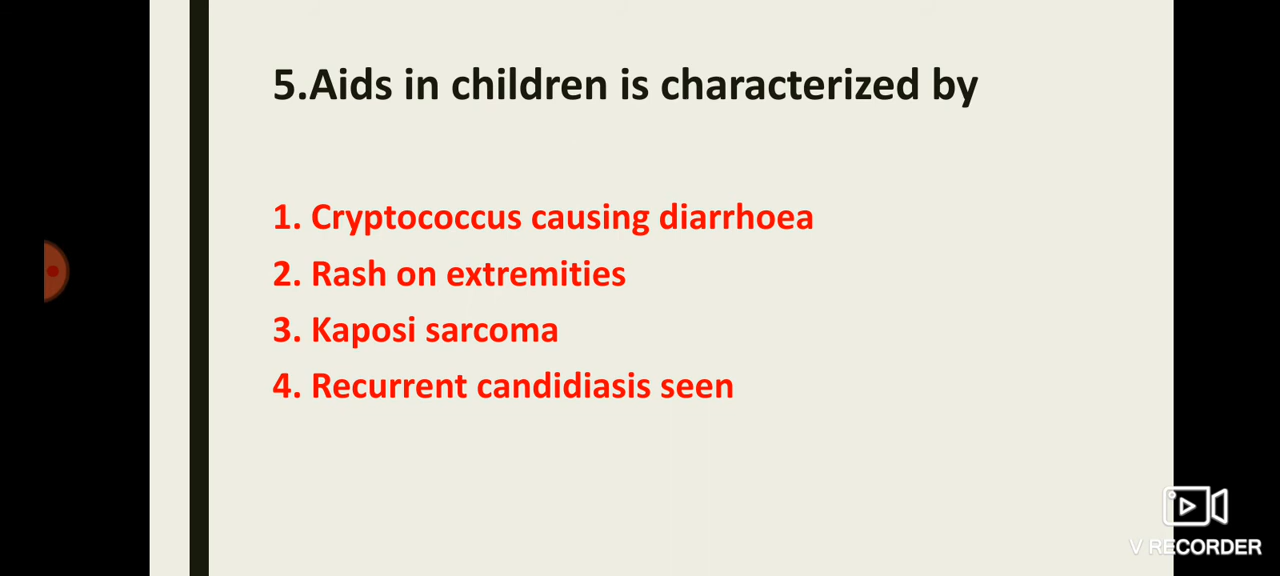 5.Aids in children is characterized by
1. Cryptococcus causing diarrhoea
2. Rash on extremities
3. Kaposi sarcoma
4. Recurrent candidiasis seen
V RECORDER